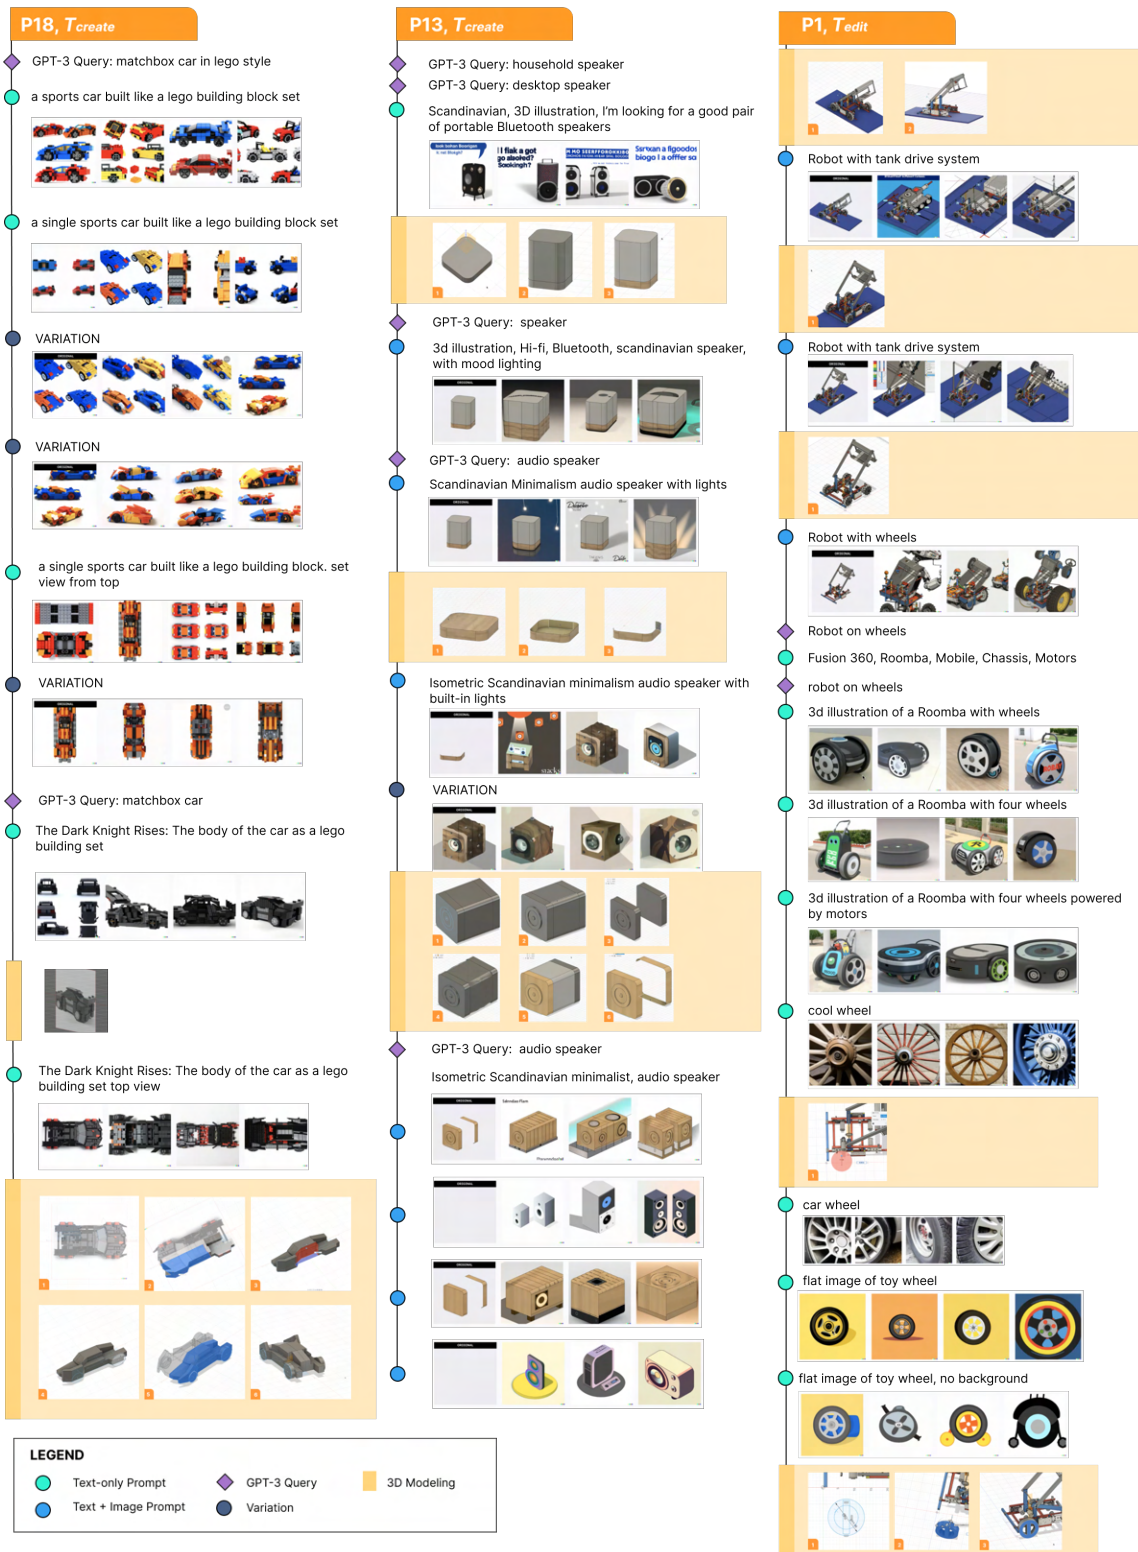 P18, Tcreate
GPT-3 Query: matchbox car in lego style
a sports car built like a lego building block set
a single sports car built like a lego building block set
VARIATION
VARIATION
a single sports car built like a lego building block. set
view from top
VARIATION
GPT-3 Query: matchbox car
The Dark Knight Rises: The body of the car as a lego
building set
The Dark Knight Rises: The body of the car as a lego
building set top view
P13, Tcreate
GPT-3 Query: household speaker
GPT-3 Query: desktop speaker
Scandinavian, 3D illustration, I'm looking for a good pair
of portable Bluetooth speakers
GPT-3 Query: speaker
3d illustration, Hi-fi, Bluetooth, scandinavian speaker,
with mood lighting
GPT-3 Query: audio speaker
Scandinavian Minimalism audio speaker with lights
Isometric Scandinavian minimalism audio speaker with
built-in lights
VARIATION
GPT-3 Query: audio speaker
Isometric Scandinavian minimalist, audio speaker
P1, Tedit
Robot with tank drive system
Robot with tank drive system
Robot with wheels
Robot on wheels
Fusion 360, Roomba, Mobile, Chassis, Motors
robot on wheels
3d illustration of a Roomba with wheels
3d illustration of a Roomba with four wheels
3d illustration of a Roomba with four wheels powered
by motors
cool wheel
car wheel
flat image of toy wheel
flat image of toy wheel, no background
LEGEND
Text-only Prompt
GPT-3 Query
3D Modeling
Text + Image Prompt
Variation